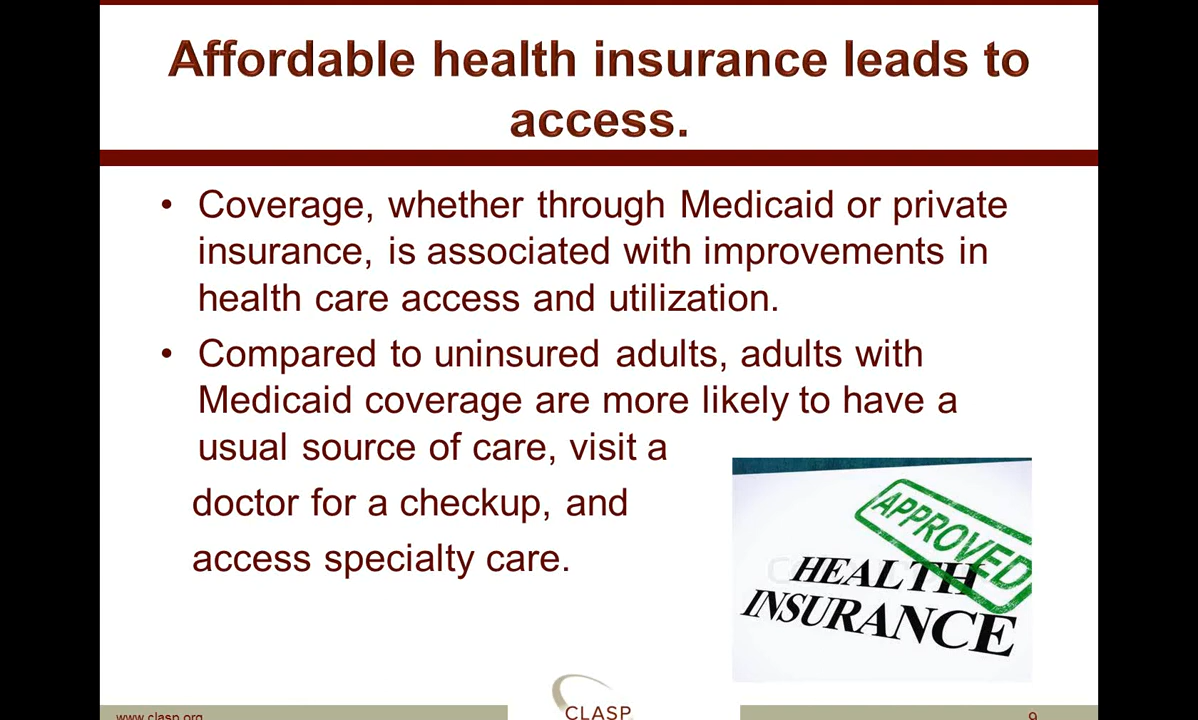 Affordable health insurance leads to
access.
• Coverage, whether through Medicaid or private
insurance, is associated with improvements in
health care access and utilization.
• Compared to uninsured adults, adults with
Medicaid coverage are more likely to have a
usual source of care, visit a
doctor for a checkup, and
access specialty care.
APPROVED
HEALTH
INSURANCE
www.clasp.org
CLASP
9